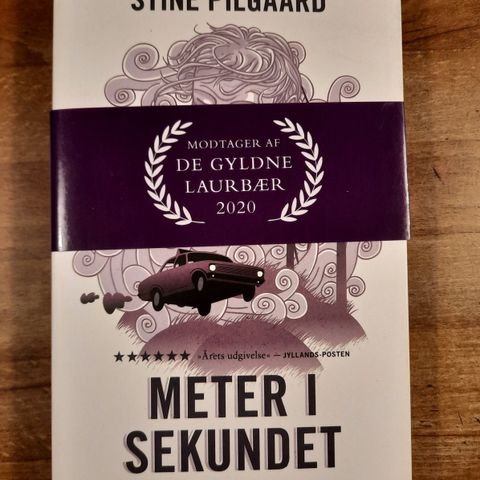 STINE PILGAARD
MODTAGER AF
DE GYLDNE
LAURBÆR
2020
»Årets udgivelse« — JYLLANDS-POSTEN
METER I
SEKUNDET